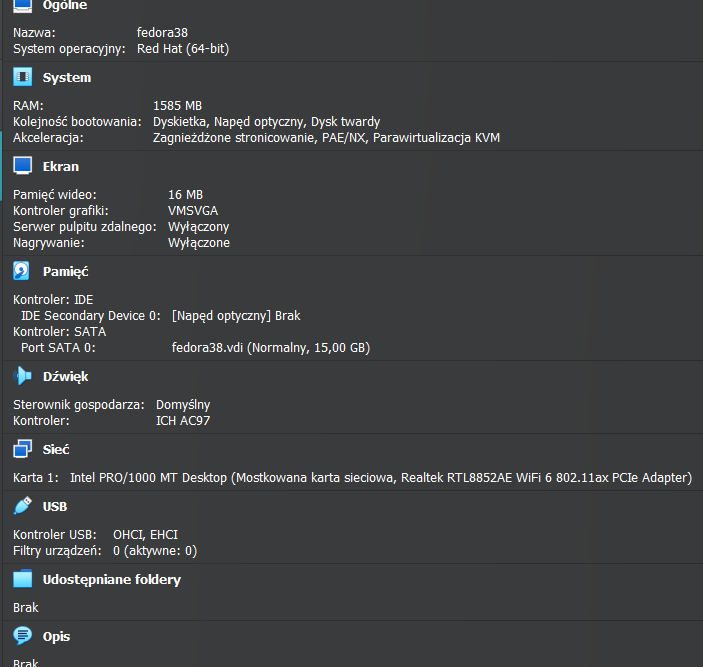 Ogólne
Nazwa: fedora38
System operacyjny: Red Hat (64-bit)
System
RAM: 1585 MB
Kolejność bootowania: Dyskietka, Napęd optyczny, Dysk twardy
Akceleracja: Zagnieżdżone stronicowanie, PAE/NX, Parawirtualizacja KVM
Ekran
Pamięć wideo: 16 MB
Kontroler grafiki: VMSVGA
Serwer pulpitu zdalnego: Wyłączony
Nagrywanie: Wyłączone
Pamięć
Kontroler: IDE
IDE Secondary Device 0: [Napęd optyczny] Brak
Kontroler: SATA
Port SATA 0: fedora38.vdi (Normalny, 15,00 GB)
Dźwięk
Sterownik gospodarza: Domyślny
Kontroler: ICH AC97
Sieć
Karta 1: Intel PRO/1000 MT Desktop (Mostkowana karta sieciowa, Realtek RTL8852AE WiFi 6 802.11ax PCIe Adapter)
USB
Kontroler USB: OHCI, EHCI
Filtry urządzeń: 0 (aktywne: 0)
Udostępniane foldery
Brak
Opis
Brak